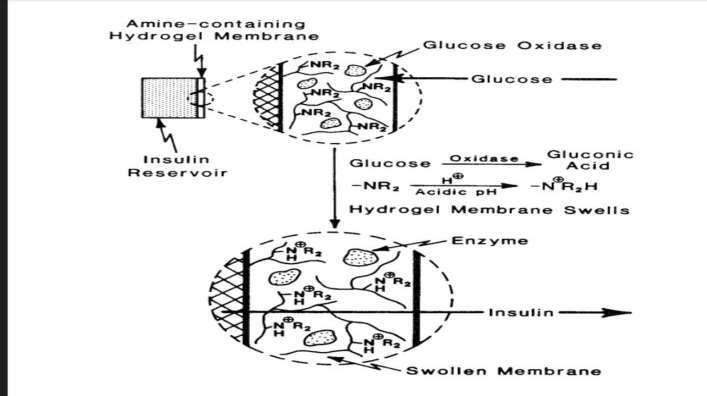 Amine-containing
Hydrogel Membrane
Glucose Oxidase
Glucose
NR₂
NR₂
NR₂
NR₂
NR₂
Insulin
Reservoir
Glucose Oxidase Gluconic
Acid
-NR₂ H⊕ Acidic pH -N⊕R₂H
Hydrogel Membrane Swells
Enzyme
N⊕R₂
H
N⊕R₂
H
N⊕R₂
H
Insulin
N⊕R₂
H
N⊕R₂
H
Swollen Membrane